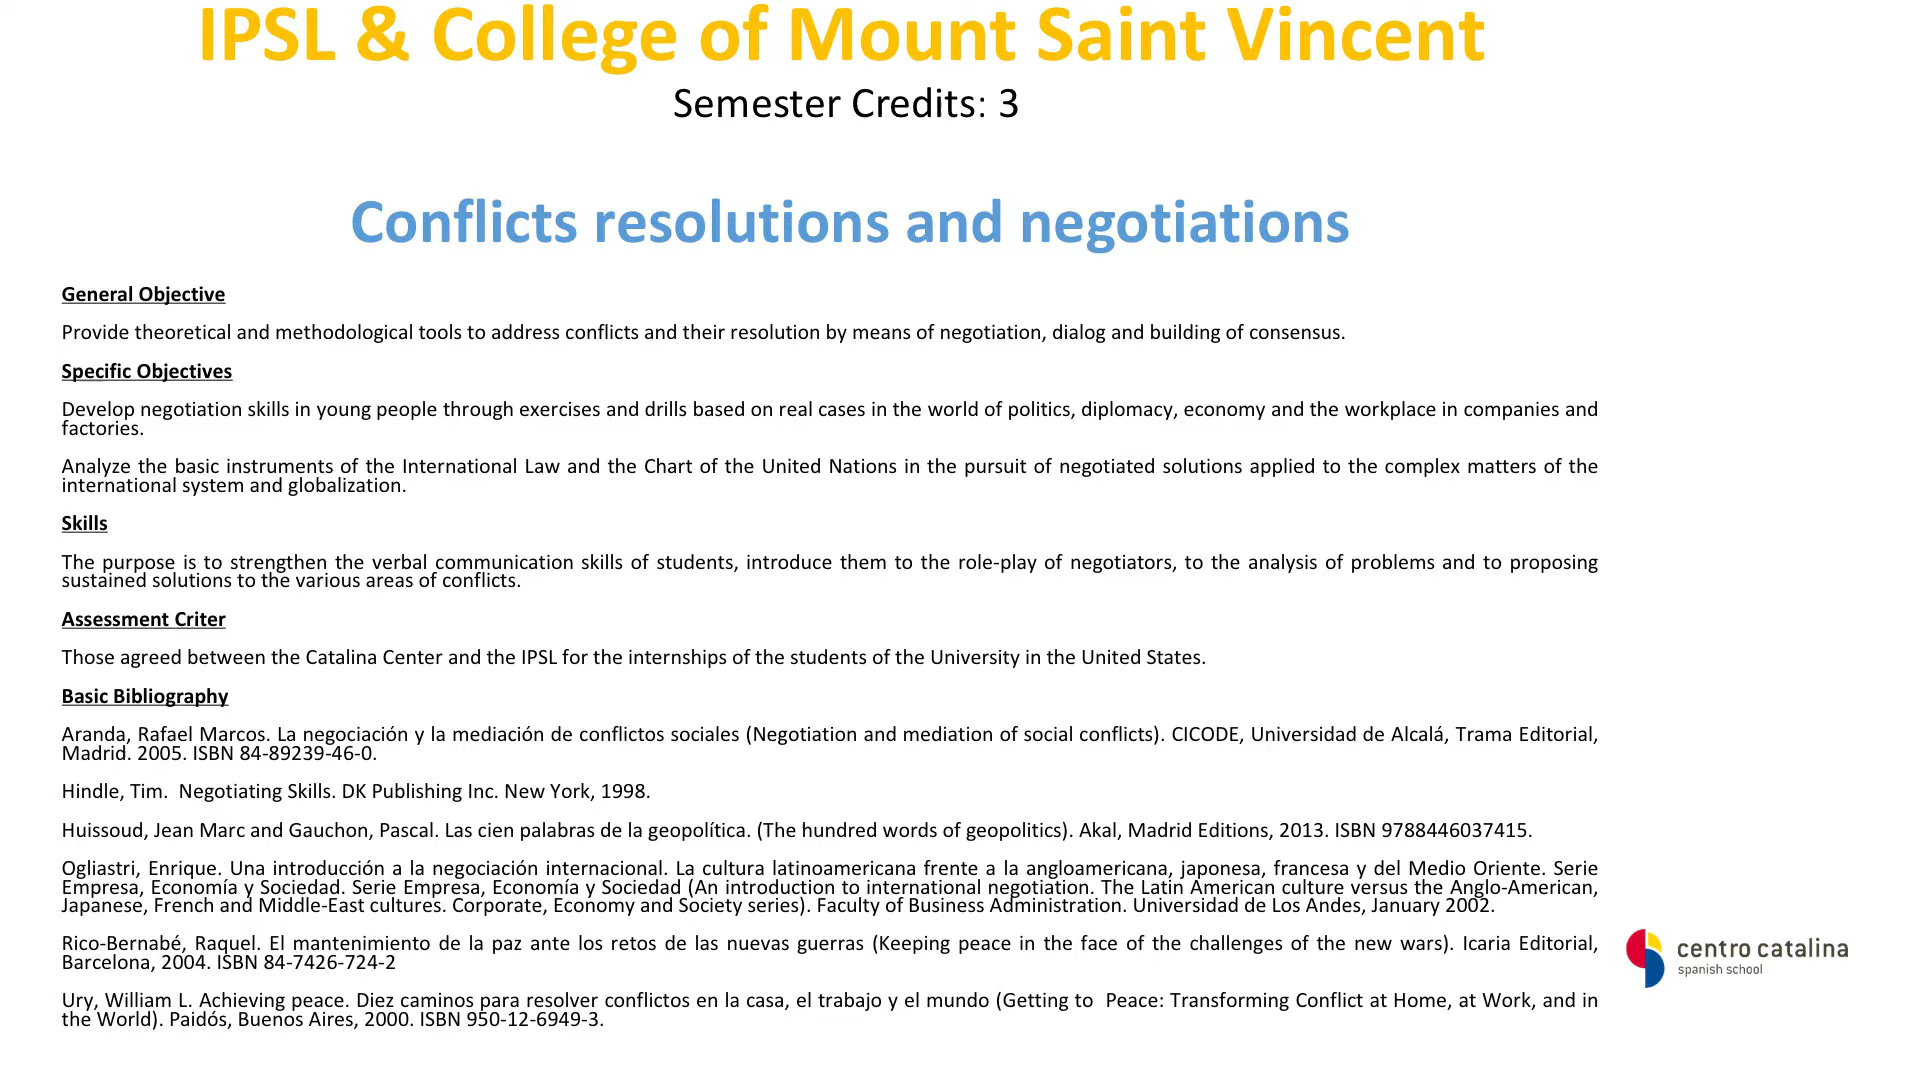 IPSL & College of Mount Saint Vincent
Semester Credits: 3
Conflicts resolutions and negotiations
General Objective
Provide theoretical and methodological tools to address conflicts and their resolution by means of negotiation, dialog and building of consensus.
Specific Objectives
Develop negotiation skills in young people through exercises and drills based on real cases in the world of politics, diplomacy, economy and the workplace in companies and
factories.
Analyze the basic instruments of the International Law and the Chart of the United Nations in the pursuit of negotiated solutions applied to the complex matters of the
international system and globalization.
Skills
The purpose is to strengthen the verbal communication skills of students, introduce them to the role-play of negotiators, to the analysis of problems and to proposing
sustained solutions to the various areas of conflicts.
Assessment Criter
Those agreed between the Catalina Center and the IPSL for the internships of the students of the University in the United States.
Basic Bibliography
Aranda, Rafael Marcos. La negociación y la mediación de conflictos sociales (Negotiation and mediation of social conflicts). CICODE, Universidad de Alcalá, Trama Editorial,
Madrid. 2005. ISBN 84-89239-46-0.
Hindle, Tim.  Negotiating Skills. DK Publishing Inc. New York, 1998.
Huissoud, Jean Marc and Gauchon, Pascal. Las cien palabras de la geopolítica. (The hundred words of geopolitics). Akal, Madrid Editions, 2013. ISBN 9788446037415.
Ogliastri, Enrique. Una introducción a la negociación internacional. La cultura latinoamericana frente a la angloamericana, japonesa, francesa y del Medio Oriente. Serie
Empresa, Economía y Sociedad. Serie Empresa, Economía y Sociedad (An introduction to international negotiation. The Latin American culture versus the Anglo-American,
Japanese, French and Middle-East cultures. Corporate, Economy and Society series). Faculty of Business Administration. Universidad de Los Andes, January 2002.
Rico-Bernabé, Raquel. El mantenimiento de la paz ante los retos de las nuevas guerras (Keeping peace in the face of the challenges of the new wars). Icaria Editorial,
Barcelona, 2004. ISBN 84-7426-724-2
Ury, William L. Achieving peace. Diez caminos para resolver conflictos en la casa, el trabajo y el mundo (Getting to  Peace: Transforming Conflict at Home, at Work, and in
the World). Paidós, Buenos Aires, 2000. ISBN 950-12-6949-3.
centro catalina
spanish school